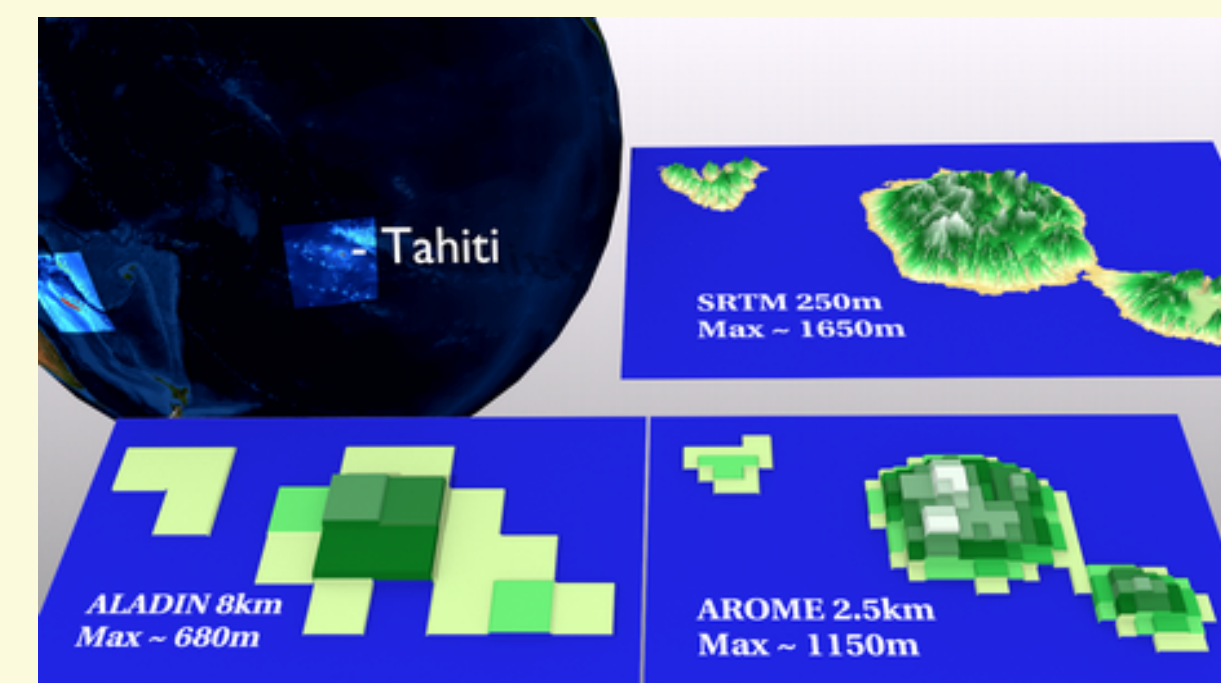 Tahiti
SRTM 250m
Max ~ 1650m
ALADIN 8km
Max ~ 680m
AROME 2.5km
Max ~ 1150m